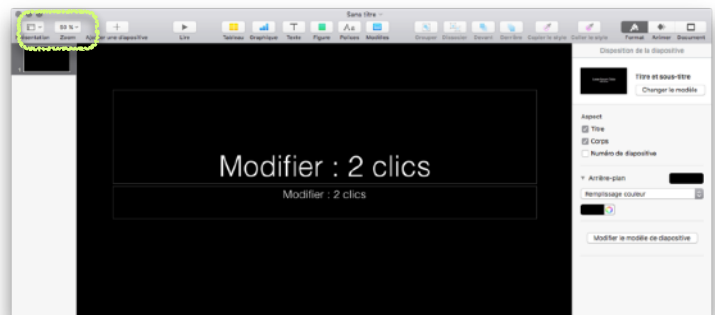 Sans titre
50 %
Présentation Zoom Ajouter une diapositive Lire Tableau Graphique Texte Figure Polices Modèles Grouper Dissocier Devant Derrière Copier le style Coller le style Format Animer Document
Disposition de la diapositive
Titre et sous-titre
Changer le modèle
Aspect
Titre
Corps
Numéro de diapositive
Arrière-plan
Remplissage couleur
Modifier le modèle de diapositive
Modifier : 2 clics
Modifier : 2 clics